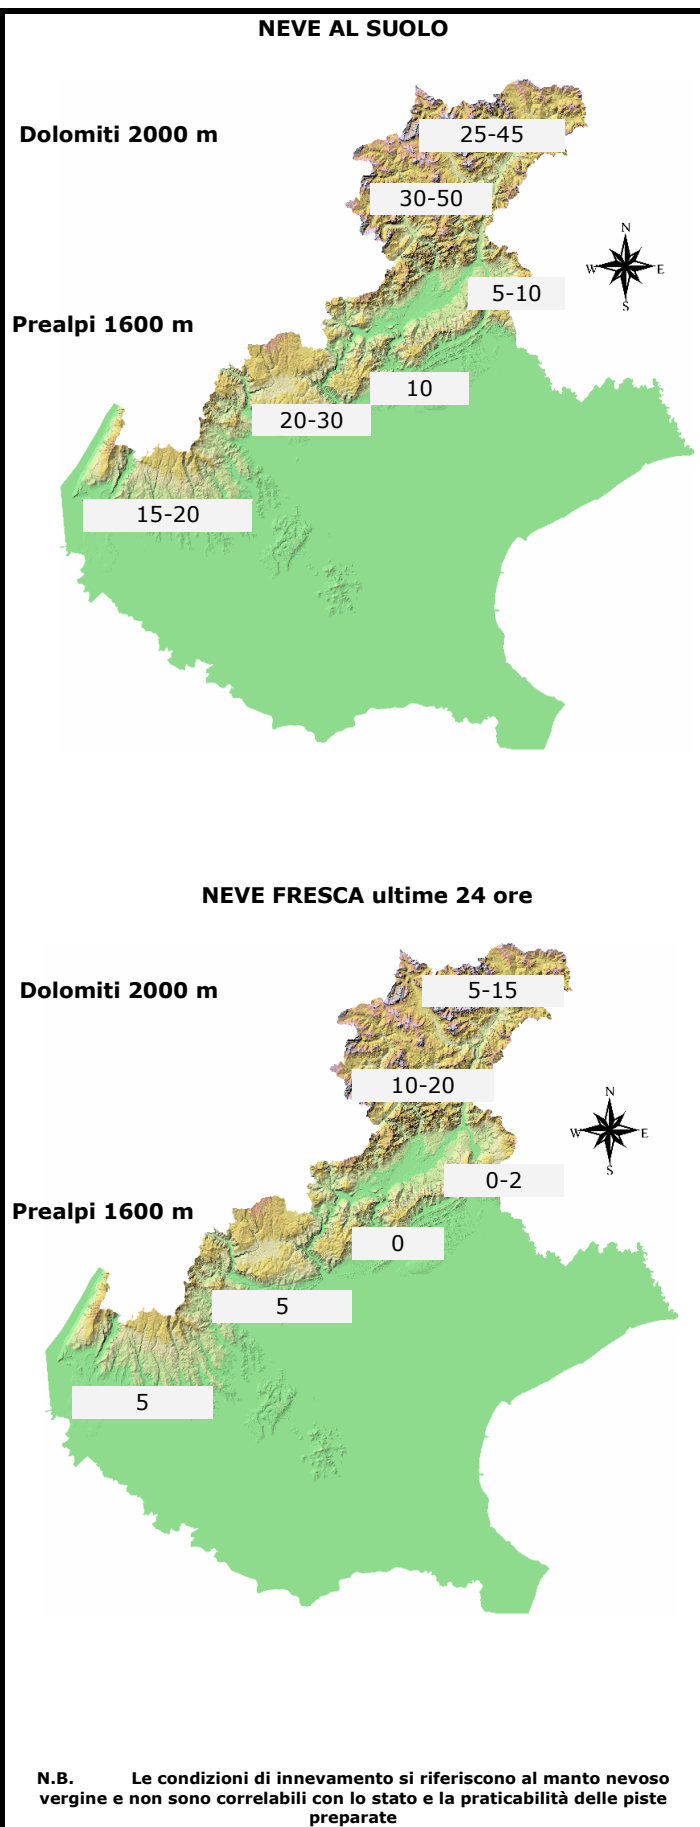 NEVE AL SUOLO
Dolomiti 2000 m
25-45
30-50
N
W E
S
5-10
Prealpi 1600 m
10
20-30
15-20
NEVE FRESCA ultime 24 ore
Dolomiti 2000 m
5-15
10-20
N
W E
S
0-2
Prealpi 1600 m
0
5
5
N.B. Le condizioni di innevamento si riferiscono al manto nevoso
vergine e non sono correlabili con lo stato e la praticabilità delle piste
preparate